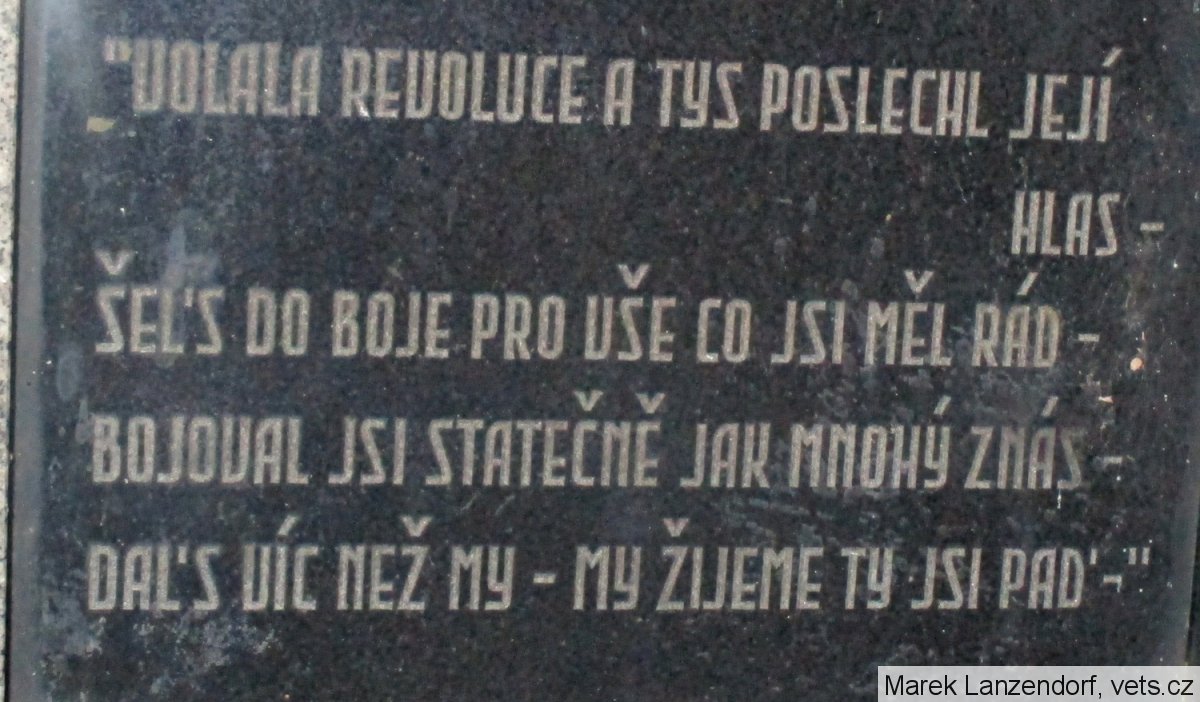 "VOLALA REVOLUCE A TYS POSLECHL JEJÍ
HLAS -
ŠEL'S DO BOJE PRO VŠE CO JSI MĚL RÁD -
BOJOVAL JSI STATEČNĚ JAK MNOHÝ ZNÁS -
DAL'S VÍC NEŽ MY - MY ŽIJEME TY JSI PAD'-"
Marek Lanzendorf, vets.cz